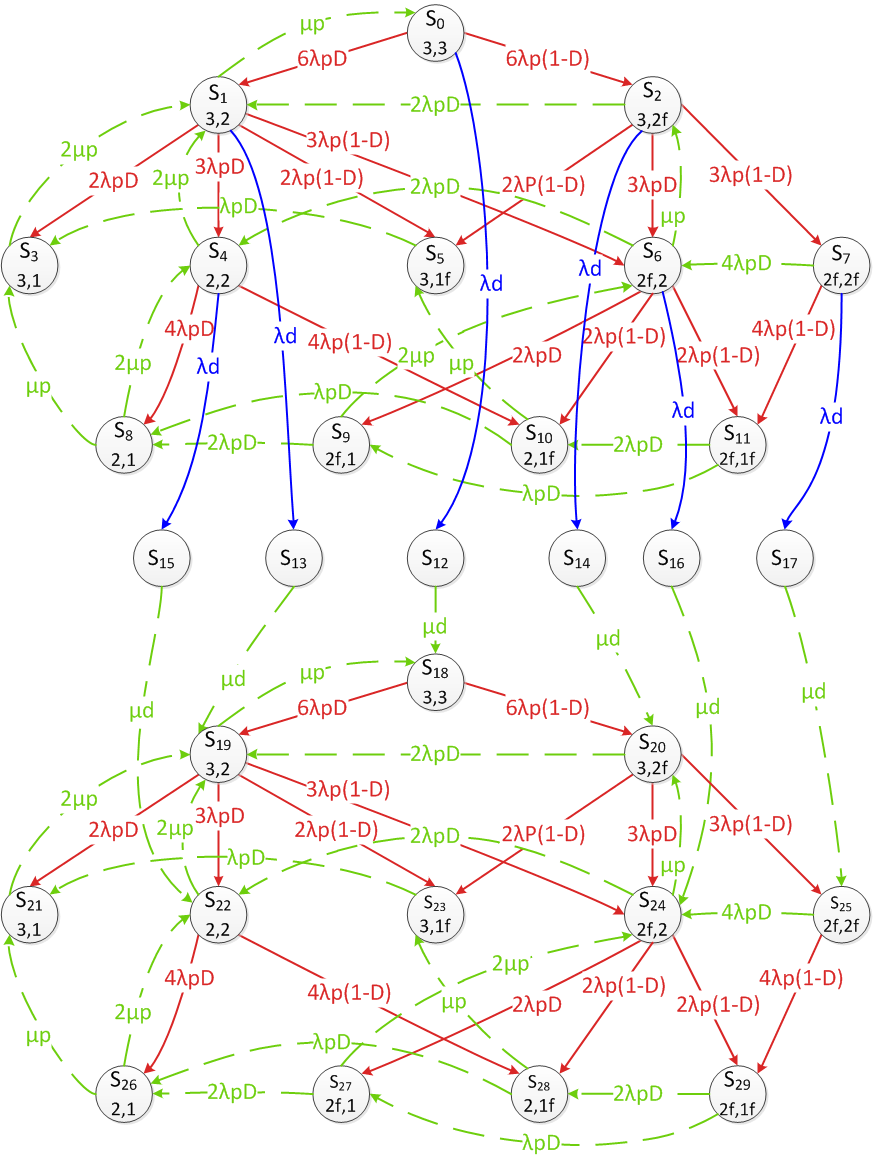 μp
S0
3,3
6λpD
6λp(1-D)
S1
3,2
2λpD
S2
3,2f
2μp
3λp(1-D)
2λpD
3λpD
2μp
2λp(1-D)
2λpD
2λP(1-D)
3λpD
3λp(1-D)
λpD
μp
S3
3,1
S4
2,2
S5
3,1f
S6
2f,2
4λpD
S7
2f,2f
λd
λd
4λpD
λd
λd
4λp(1-D)
2μp
2λpD
2λp(1-D)
2λp(1-D)
4λp(1-D)
μp
2μp
λpD
μp
λd
λd
S8
2,1
2λpD
S9
2f,1
S10
2,1f
2λpD
S11
2f,1f
λpD
S15
S13
S12
S14
S16
S17
μd
μd
μd
μd
μd
μd
μp
S18
3,3
6λpD
6λp(1-D)
S19
3,2
2λpD
S20
3,2f
2μp
3λp(1-D)
2λpD
3λpD
2μp
2λp(1-D)
2λpD
2λP(1-D)
3λpD
3λp(1-D)
λpD
μp
S21
3,1
S22
2,2
S23
3,1f
S24
2f,2
4λpD
S25
2f,2f
4λpD
4λp(1-D)
2μp
2λpD
2λp(1-D)
2λp(1-D)
4λp(1-D)
μp
2μp
λpD
μp
S26
2,1
2λpD
S27
2f,1
S28
2,1f
2λpD
S29
2f,1f
λpD